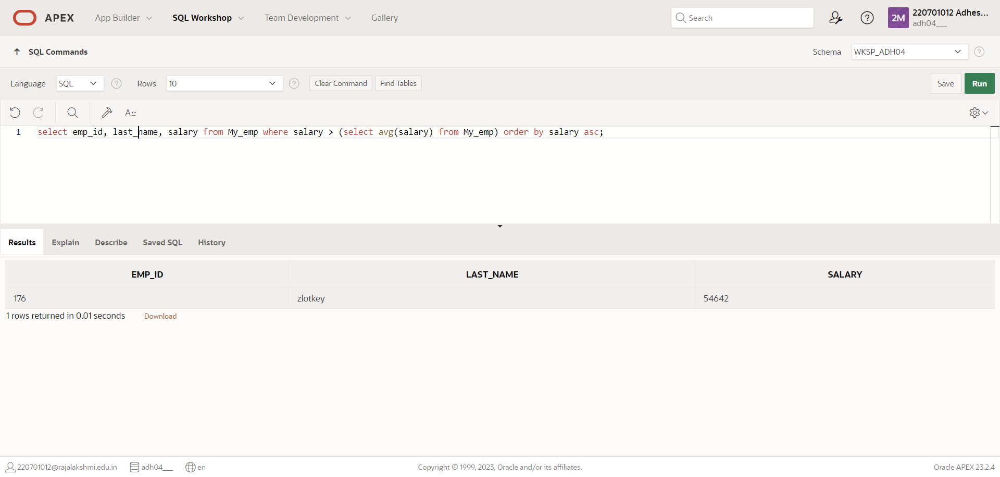 APEX App Builder SQL Workshop Team Development Gallery Search 2M 220701012 Adhes...
adh04___
SQL Commands Schema WKSP_ADH04
Language SQL Rows 10 Clear Command Find Tables Save Run
A::
1 select emp_id, last_name, salary from My_emp where salary > (select avg(salary) from My_emp) order by salary asc;
Results Explain Describe Saved SQL History
EMP_ID LAST_NAME SALARY
176 zlotkey 54642
1 rows returned in 0.01 seconds Download
220701012@rajalakshmi.edu.in adh04___ en Copyright © 1999, 2023, Oracle and/or its affiliates. Oracle APEX 23.2.4